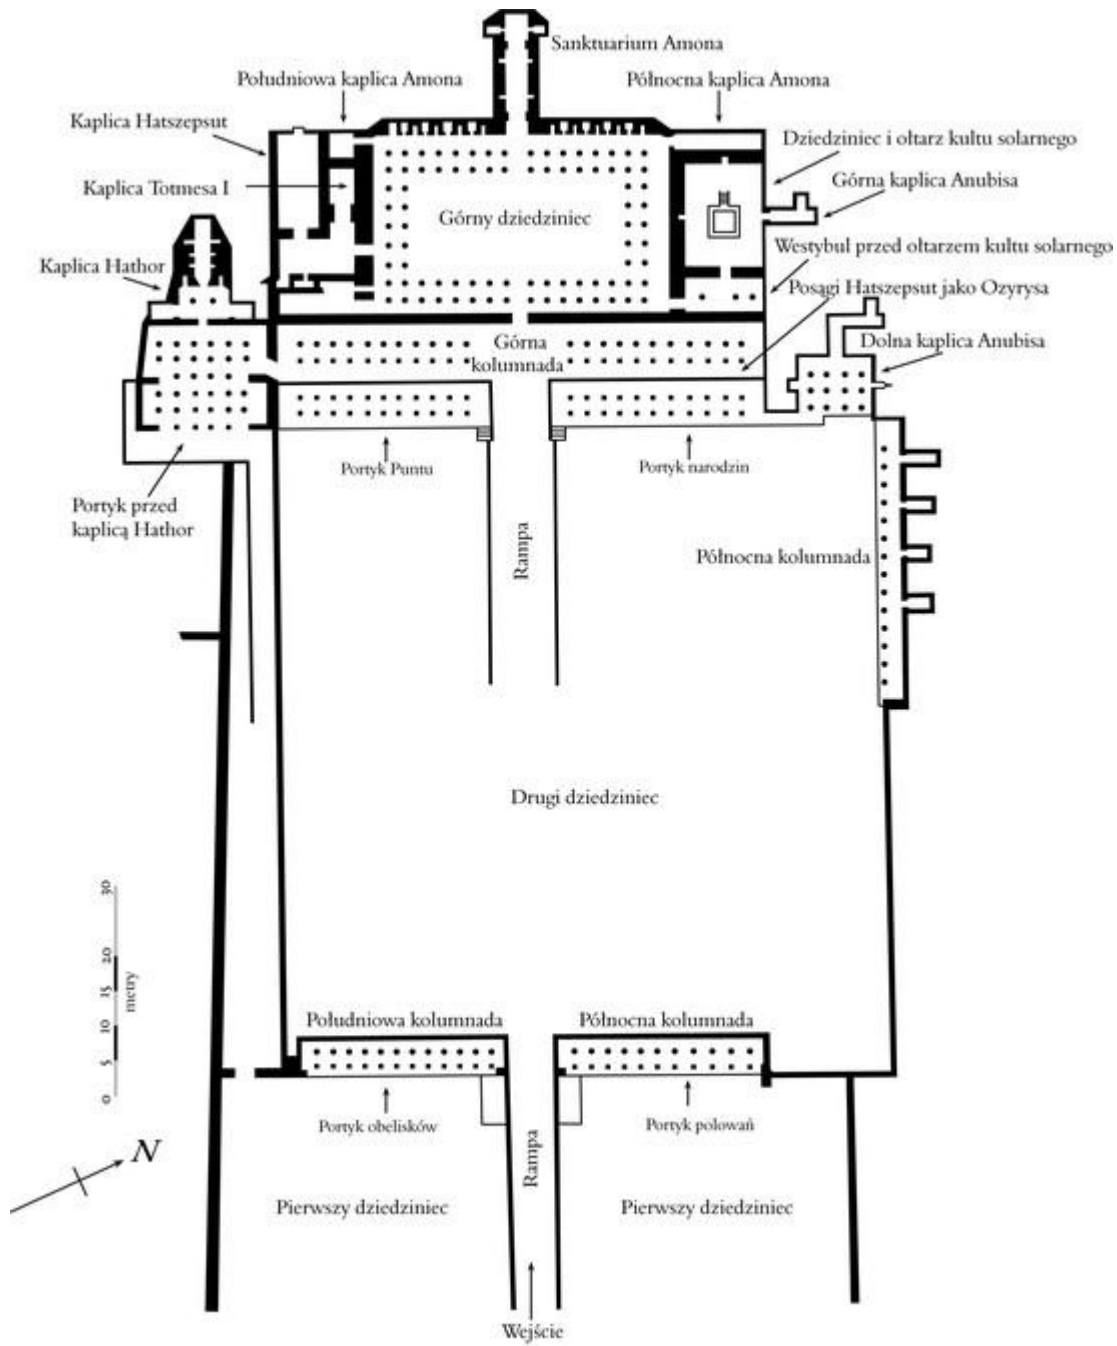 Sanktuarium Amona
Południowa kaplica Amona
Północna kaplica Amona
Kaplica Hatszepsut
Dziedziniec i ołtarz kultu solarnego
Kaplica Totmesa I
Górna kaplica Anubisa
Górny dziedziniec
Westybul przed ołtarzem kultu solarnego
Kaplica Hathor
Posągi Hatszepsut jako Ozyrysa
Górna
kolumnada
Dolna kaplica Anubisa
Portyk Puntu
Portyk narodzin
Portyk przed
kaplicą Hathor
Rampa
Północna kolumnada
Drugi dziedziniec
30
20
15
10
5
0
metry
Południowa kolumnada
Północna kolumnada
Portyk obelisków
Portyk polowań
N
Rampa
Pierwszy dziedziniec
Pierwszy dziedziniec
Wejście